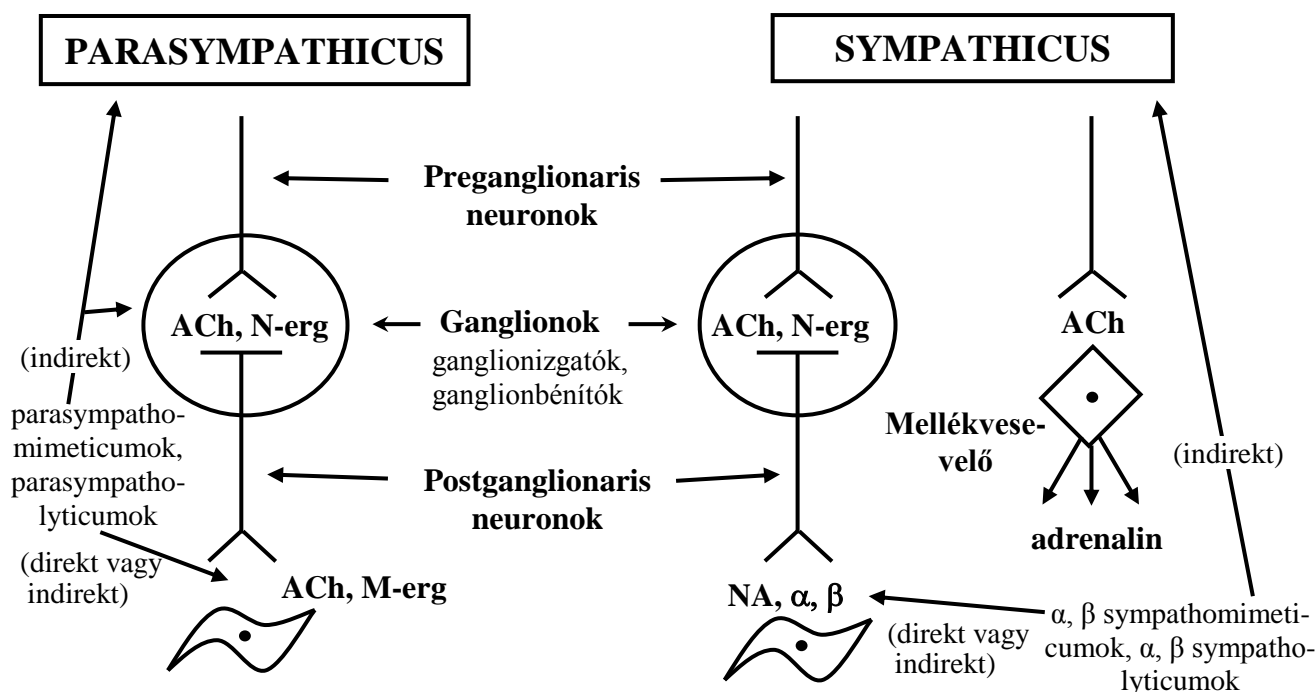 PARASYMPATHICUS
SYMPATHICUS
Preganglionaris
neuronok
ACh, N-erg
Ganglionok
ganglionizgatók,
ganglionbénítók
ACh, N-erg
ACh
(indirekt)
parasympatho-
mimeticumok,
parasympatho-
lyticumok
(direkt vagy
indirekt)
Mellékvese-
velő
(indirekt)
Postganglionaris
neuronok
adrenalin
ACh, M-erg
NA, α, β
(direkt vagy
indirekt)
α, β sympathomimeti-
cumok, α, β sympatho-
lyticumok